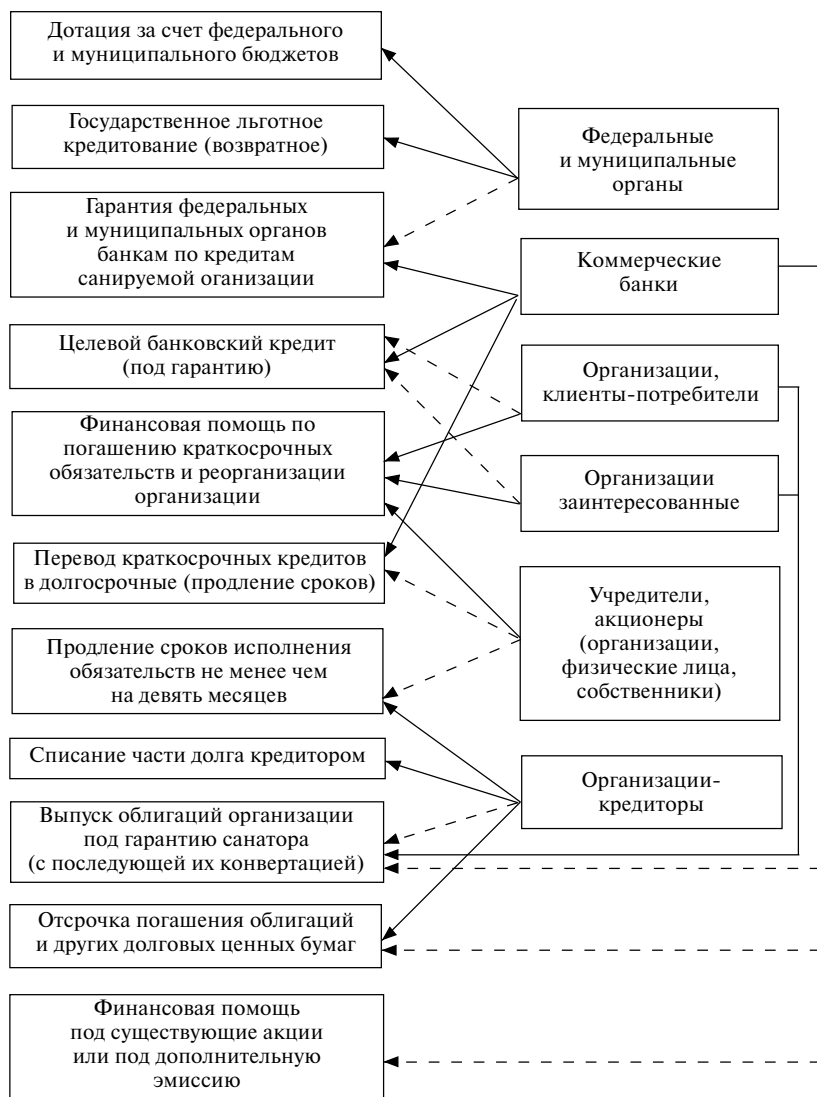 Дотация за счет федерального
и муниципального бюджетов
Государственное льготное
кредитование (возвратное)
Гарантия федеральных
и муниципальных органов
банкам по кредитам
санируемой оганизации
Целевой банковский кредит
(под гарантию)
Финансовая помощь по
погашению краткосрочных
обязательств и реорганизации
организации
Перевод краткосрочных кредитов
в долгосрочные (продление сроков)
Продление сроков исполнения
обязательств не менее чем
на девять месяцев
Списание части долга кредитором
Выпуск облигаций организации
под гарантию санатора
(с последующей их конвертацией)
Отсрочка погашения облигаций
и других долговых ценных бумаг
Финансовая помощь
под существующие акции
или под дополнительную
эмиссию
Федеральные
и муниципальные
органы
Коммерческие
банки
Организации,
клиенты-потребители
Организации
заинтересованные
Учредители,
акционеры
(организации,
физические лица,
собственники)
Организации-
кредиторы